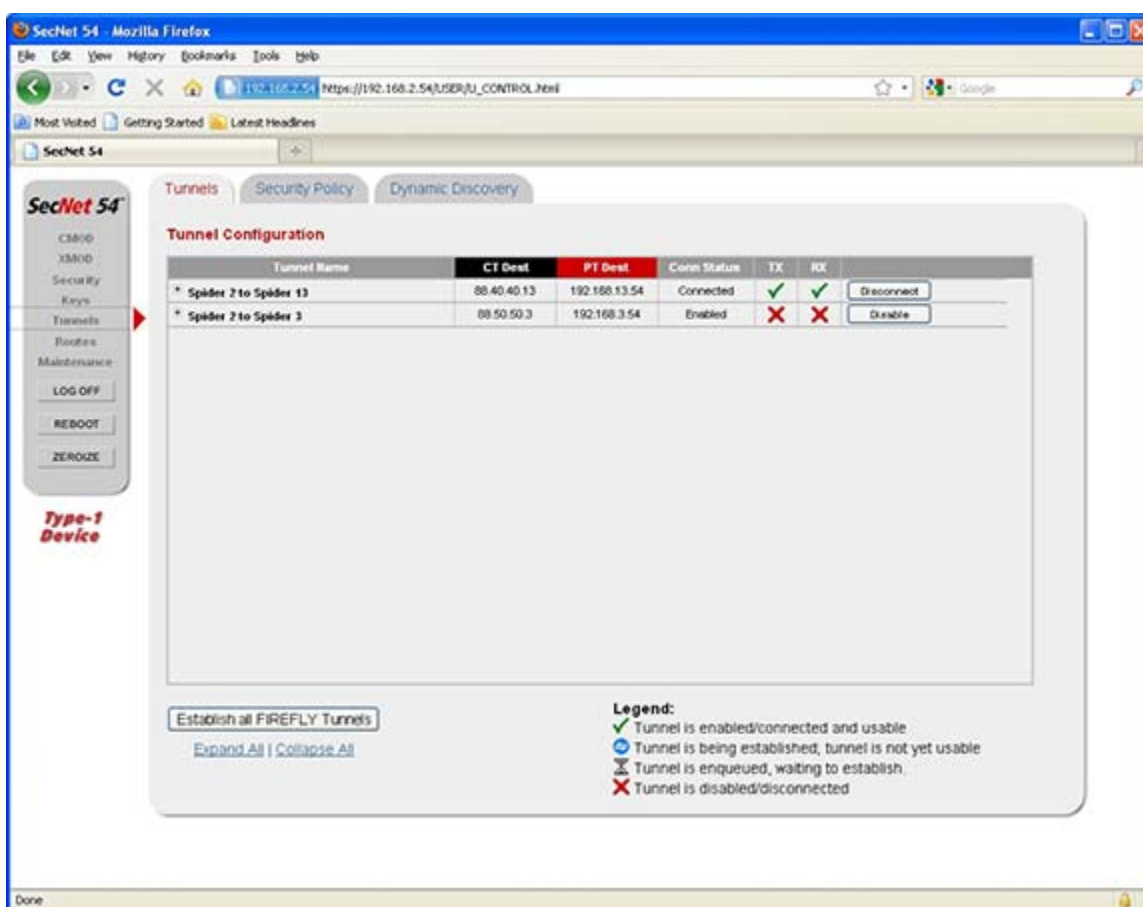 SecNet 54 - Mozilla Firefox
File Edit View History Bookmarks Tools Help
192.168.2.54 https://192.168.2.54/USER/U_CONTROL.html Google
Most Visited Getting Started Latest Headlines
SecNet 54
SecNet 54™
CMOD
XMOD
Security
Keys
Tunnels
Routes
Maintenance
LOG OFF
REBOOT
ZEROIZE
Type-1
Device
Tunnels Security Policy Dynamic Discovery
Tunnel Configuration
Tunnel Name CT Dest PT Dest Conn Status TX RX
* Spider 2 to Spider 13 88.40.40.13 192.168.13.54 Connected Disconnect
* Spider 2 to Spider 3 88.50.50.3 192.168.3.54 Enabled Disable
Establish all FIREFLY Tunnels
Expand All | Collapse All
Legend:
Tunnel is enabled/connected and usable
Tunnel is being established; tunnel is not yet usable
Tunnel is enqueued, waiting to establish.
Tunnel is disabled/disconnected
Done